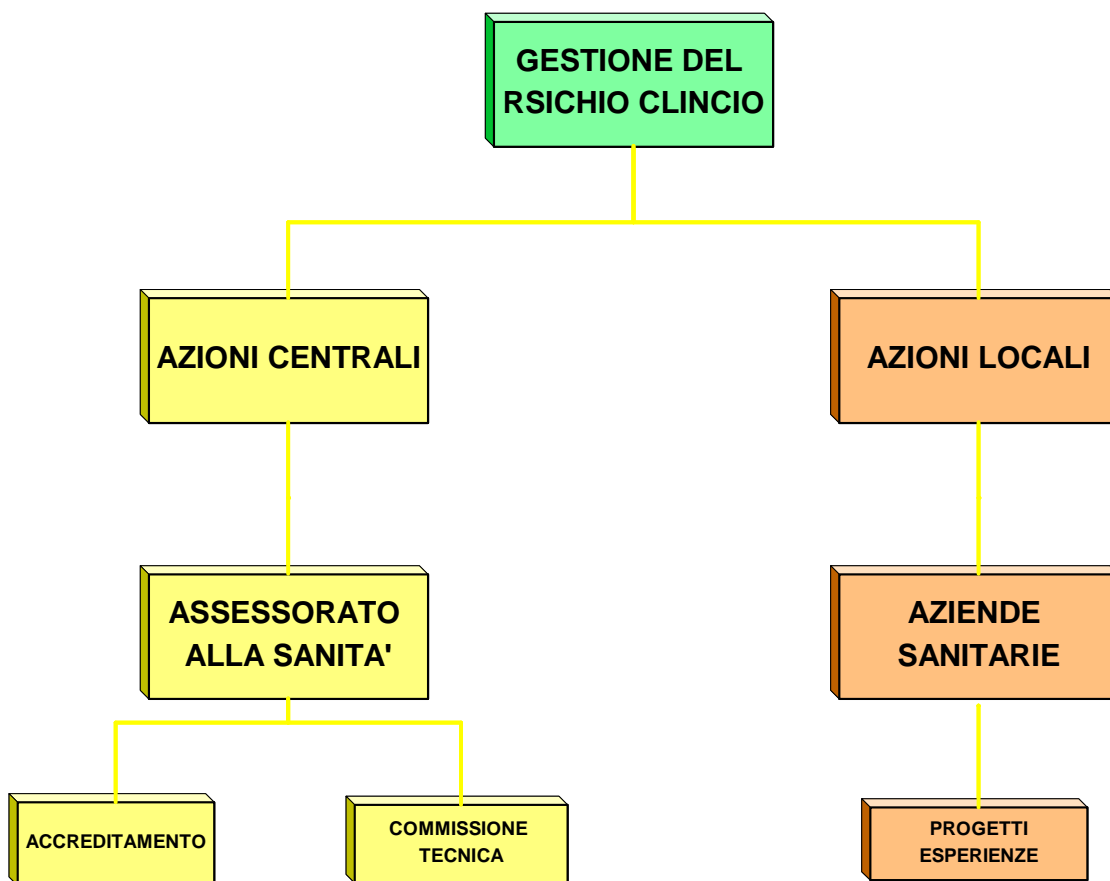 GESTIONE DEL
RSICHIO CLINCIO
AZIONI CENTRALI
AZIONI LOCALI
ASSESSORATO
ALLA SANITA'
AZIENDE
SANITARIE
ACCREDITAMENTO
COMMISSIONE
TECNICA
PROGETTI
ESPERIENZE